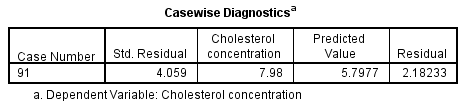 Casewise Diagnosticsa
Case Number Std. Residual Cholesterol concentration Predicted Value Residual
91 4.059 7.98 5.7977 2.18233
a. Dependent Variable: Cholesterol concentration